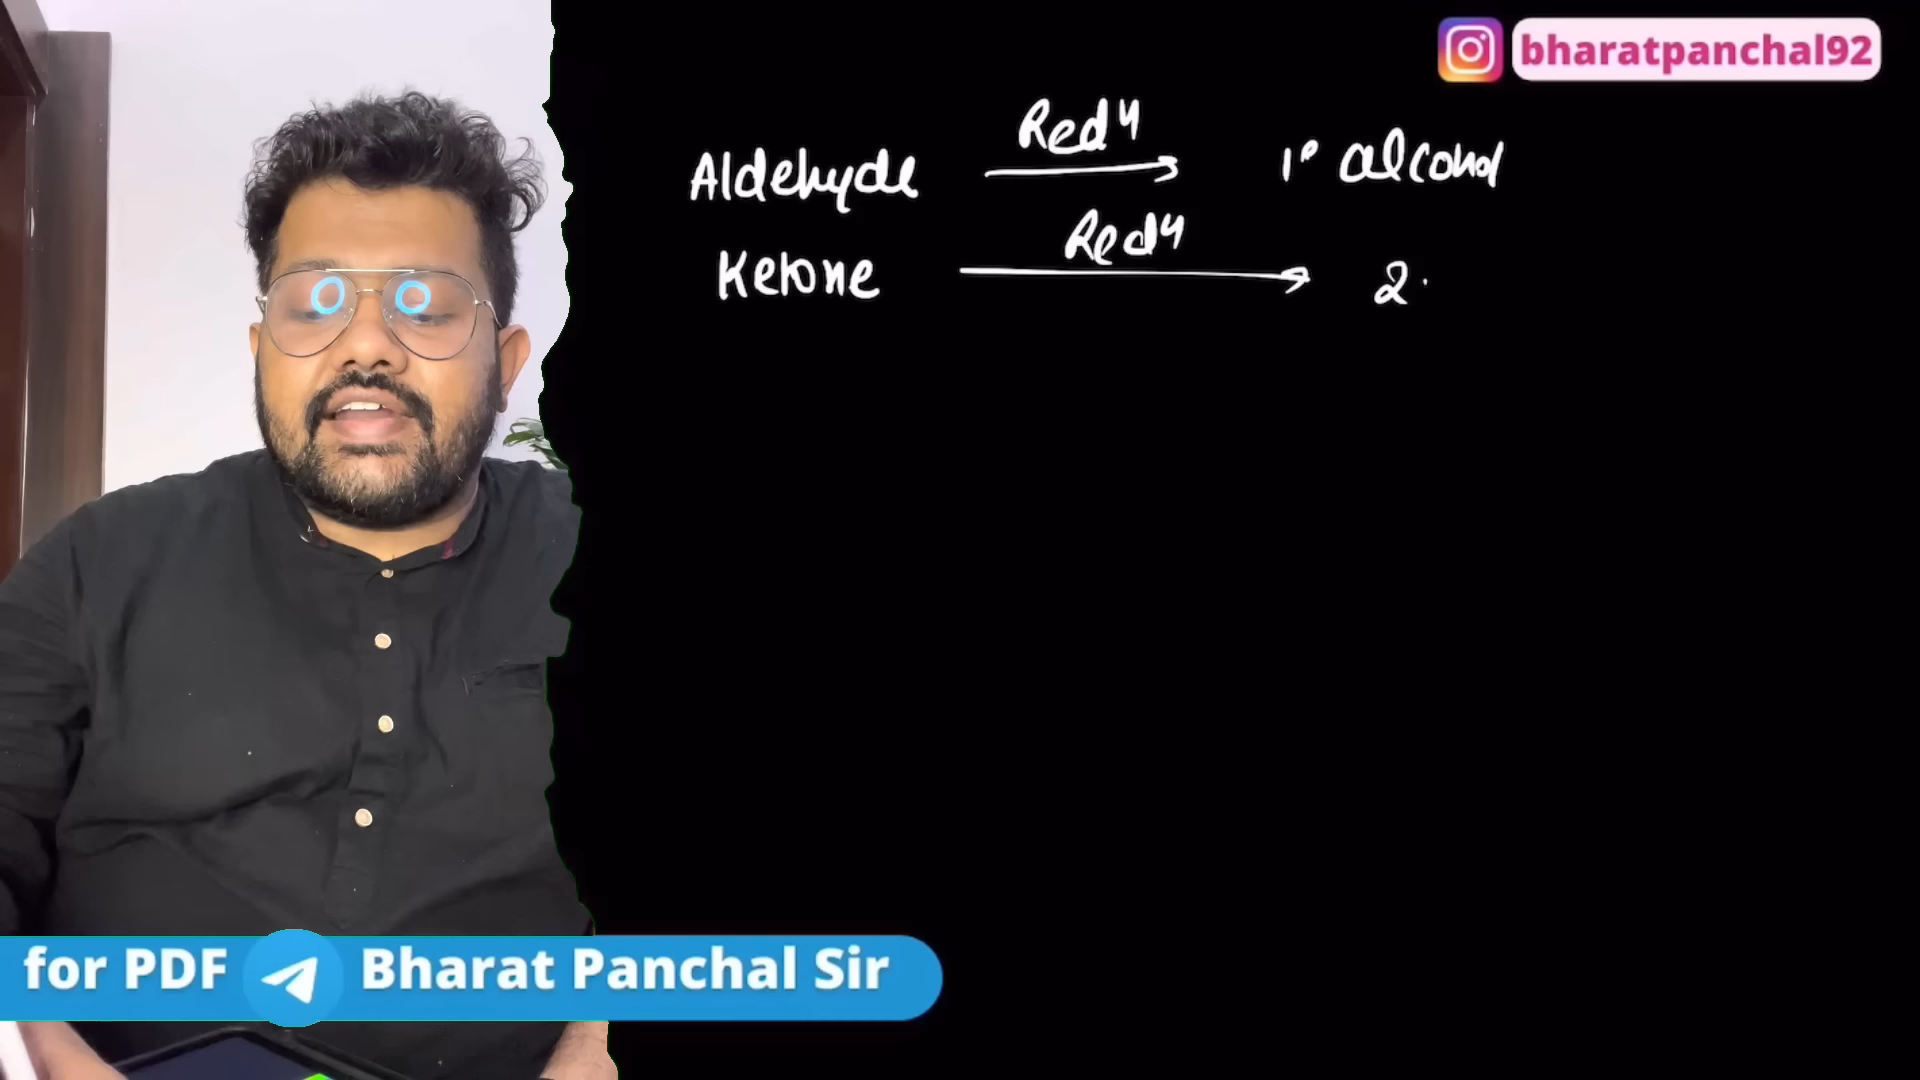 bharatpanchal92
Aldehyde Redⁿ 1° alcohol
Ketone Redⁿ 2·
for PDF Bharat Panchal Sir